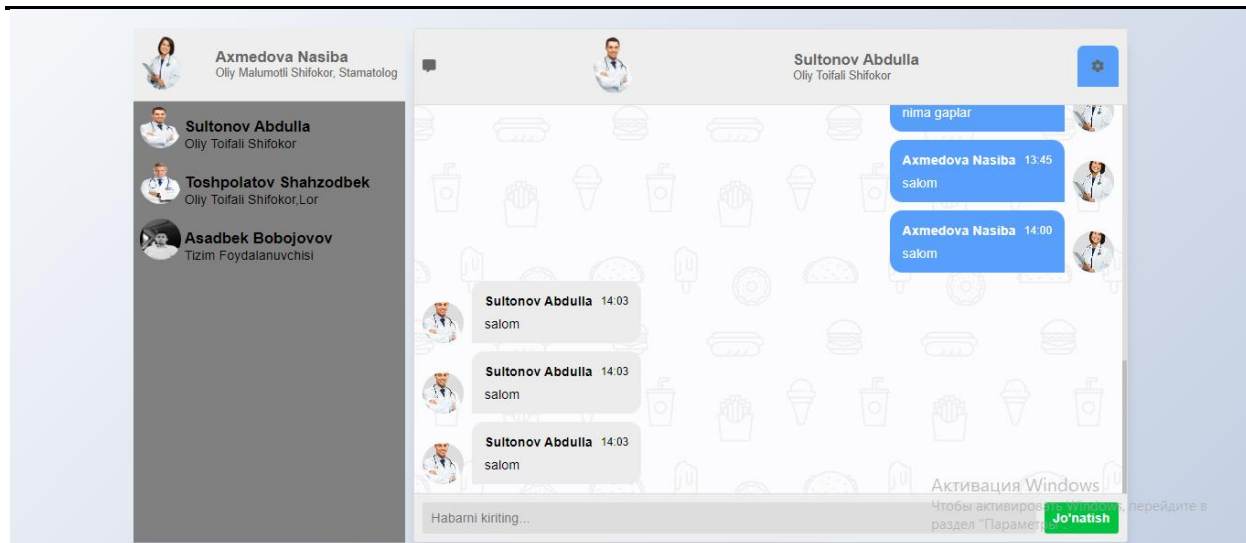 Axmedova Nasiba
Oliy Malumotli Shifokor, Stamatolog
Sultonov Abdulla
Oliy Toifali Shifokor
Toshpolatov Shahzodbek
Oliy Toifali Shifokor,Lor
Asadbek Bobojovov
Tizim Foydalanuvchisi
Sultonov Abdulla
Oliy Toifali Shifokor
nima gaplar
Axmedova Nasiba 13:45
salom
Axmedova Nasiba 14:00
salom
Sultonov Abdulla 14:03
salom
Sultonov Abdulla 14:03
salom
Sultonov Abdulla 14:03
salom
Активация Windows
Чтобы активировать Windows, перейдите в
раздел "Параметры
Habarni kiriting...
Jo'natish